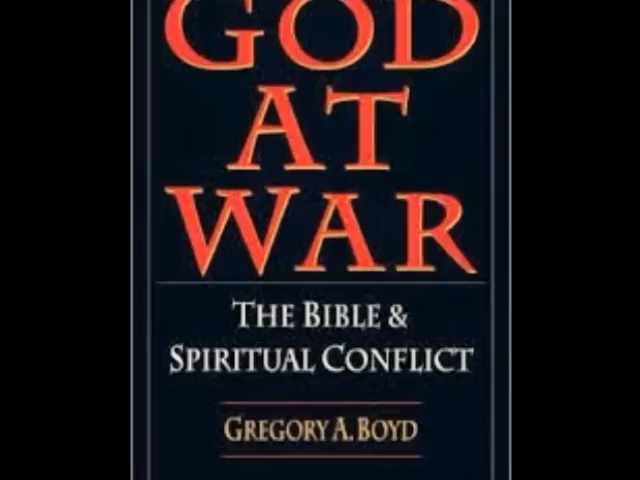 GOD
AT
WAR
THE BIBLE &
SPIRITUAL CONFLICT
GREGORY A. BOYD